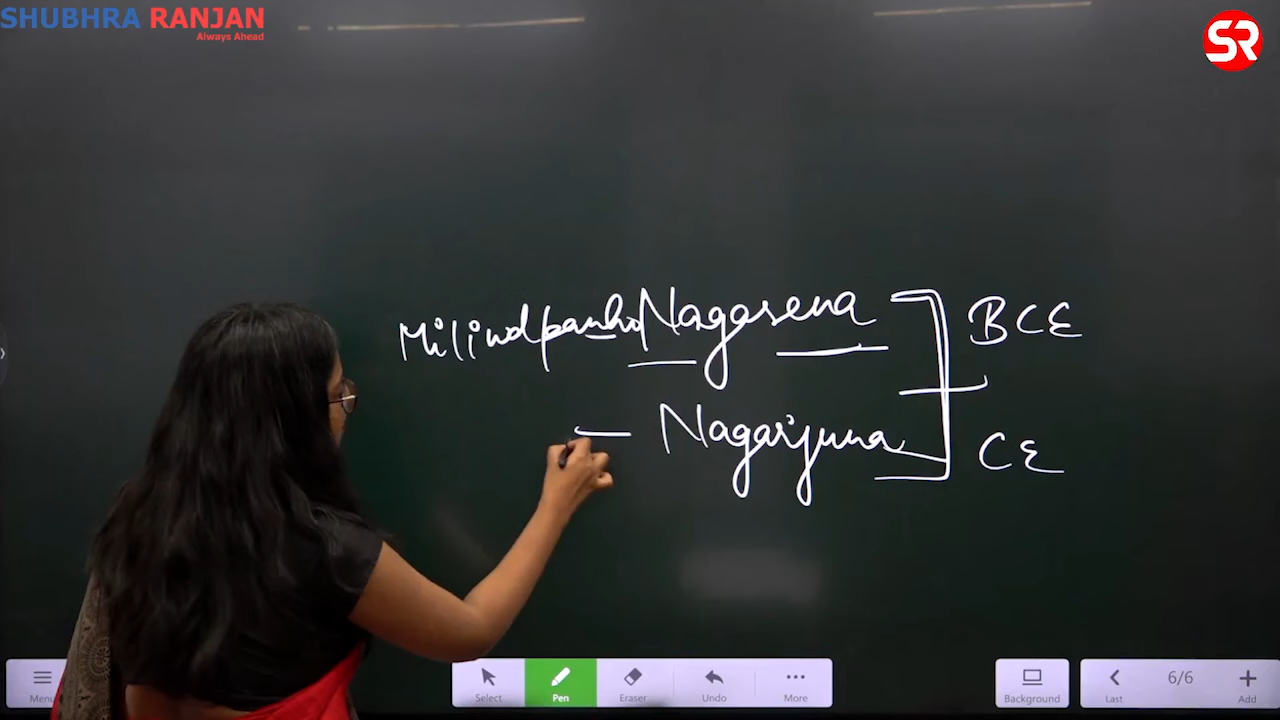 SHUBHRA RANJAN
Always Ahead
SR
Milindpanho Nagasena BCE
— Nagarjuna CE
Menu
Select
Pen
Eraser
Undo
More
Background
Last
6/6
Add